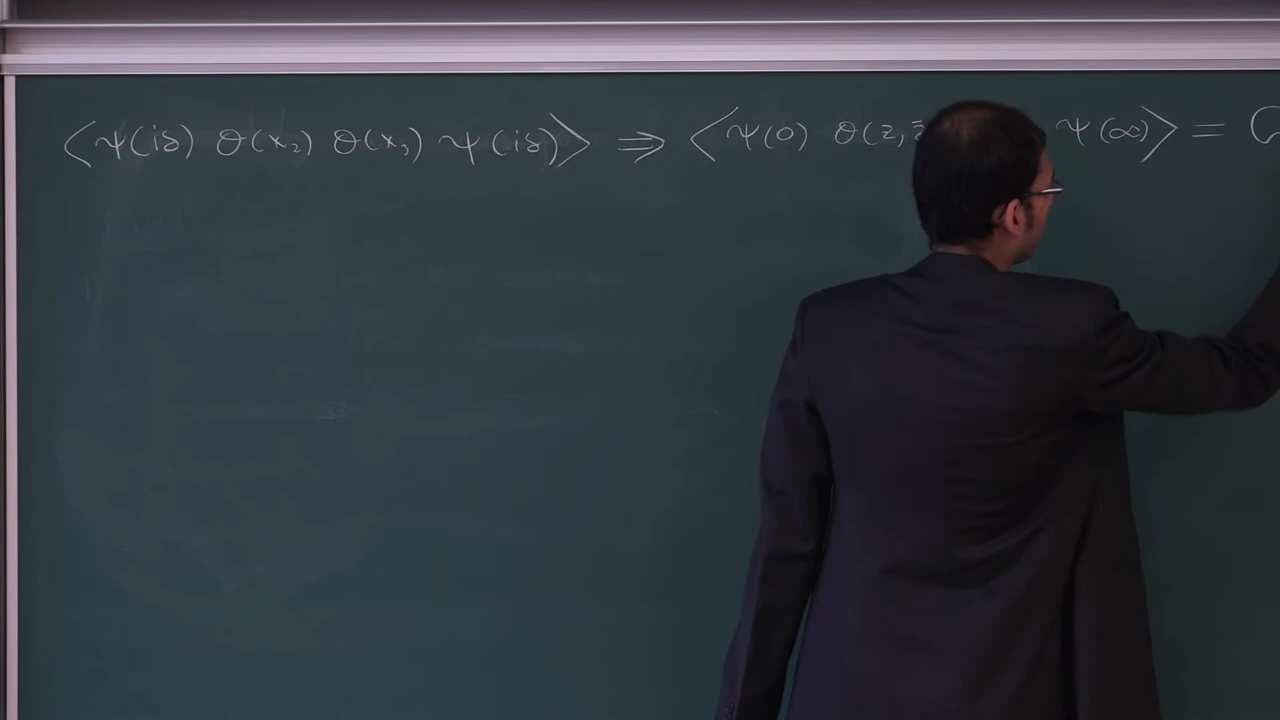 ⟨ψ(iδ) θ(x₂) θ(x₃) ψ(iδ)⟩ ⇒ ⟨ψ(0) θ(z, z̄ ψ(∞)⟩ =